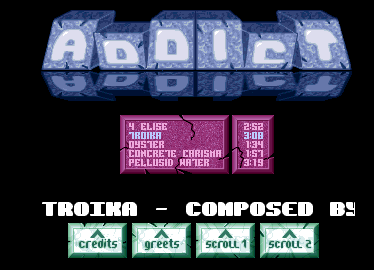 ADDICT
4 ELISE 2:52
TROIKA 3:08
OYSTER 1:34
CONCRETE CHARISMA 1:57
PELLUSID WATER 3:19
TROIKA - COMPOSED BY
credits greets scroll 1 scroll 2